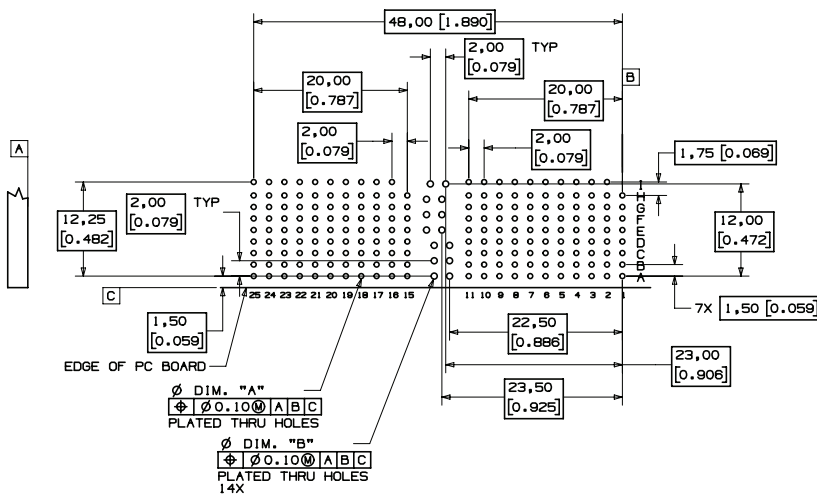 48,00 [1.890]
2,00
[0.079]
TYP
B
20,00
[0.787]
20,00
[0.787]
2,00
[0.079]
2,00
[0.079]
1,75 [0.069]
A
2,00
[0.079]
TYP
12,25
[0.482]
12,00
[0.472]
I
H
G
F
E
D
C
B
A
C
25 24 23 22 21 20 19 18 17 16 15 11 10 9 8 7 6 5 4 3 2 1
7X 1,50 [0.059]
1,50
[0.059]
22,50
[0.886]
23,00
[0.906]
EDGE OF PC BOARD
23,50
[0.925]
Ø DIM. "A"
⌖ Ø0.10Ⓜ A B C
PLATED THRU HOLES
Ø DIM. "B"
⌖ Ø0.10Ⓜ A B C
PLATED THRU HOLES
14X